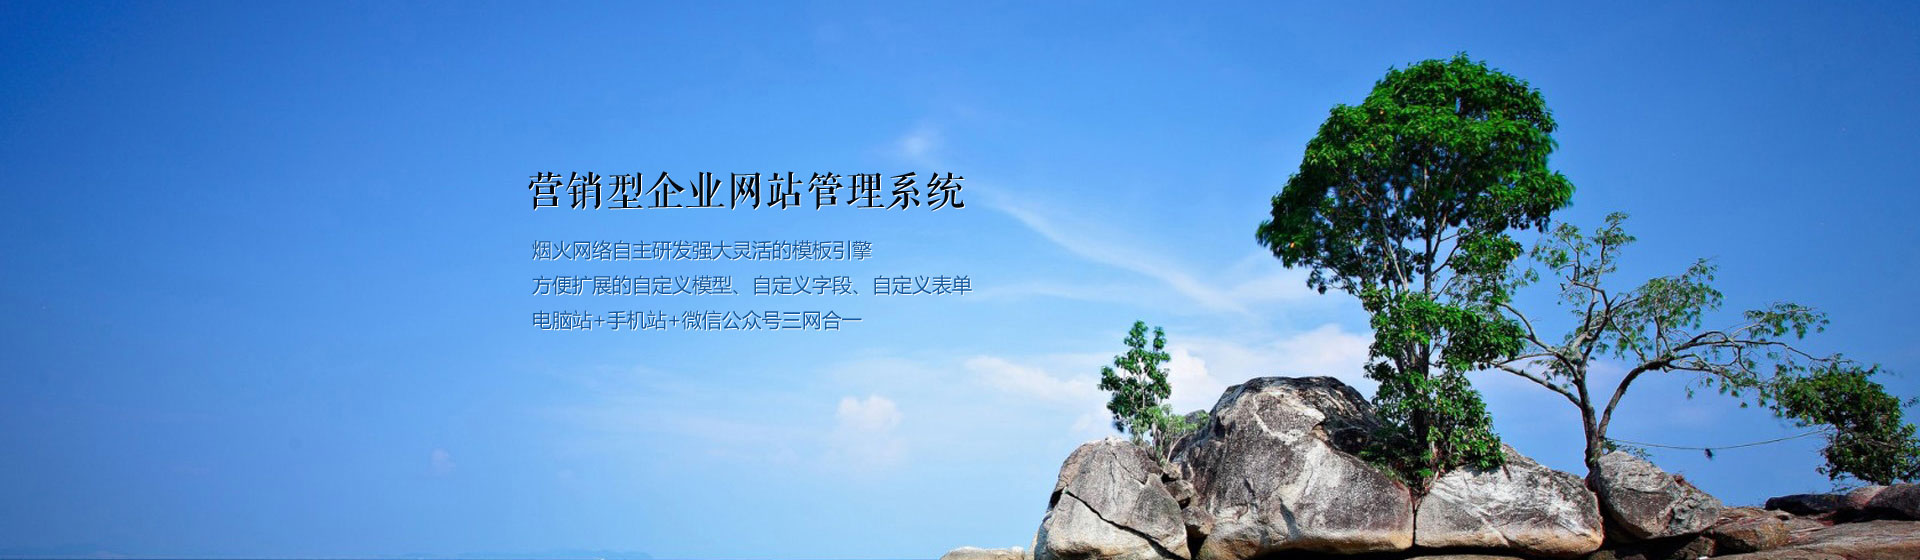 营销型企业网站管理系统
烟火网络自主研发强大灵活的模板引擎
方便扩展的自定义模型、自定义字段、自定义表单
电脑站+手机站+微信公众号三网合一